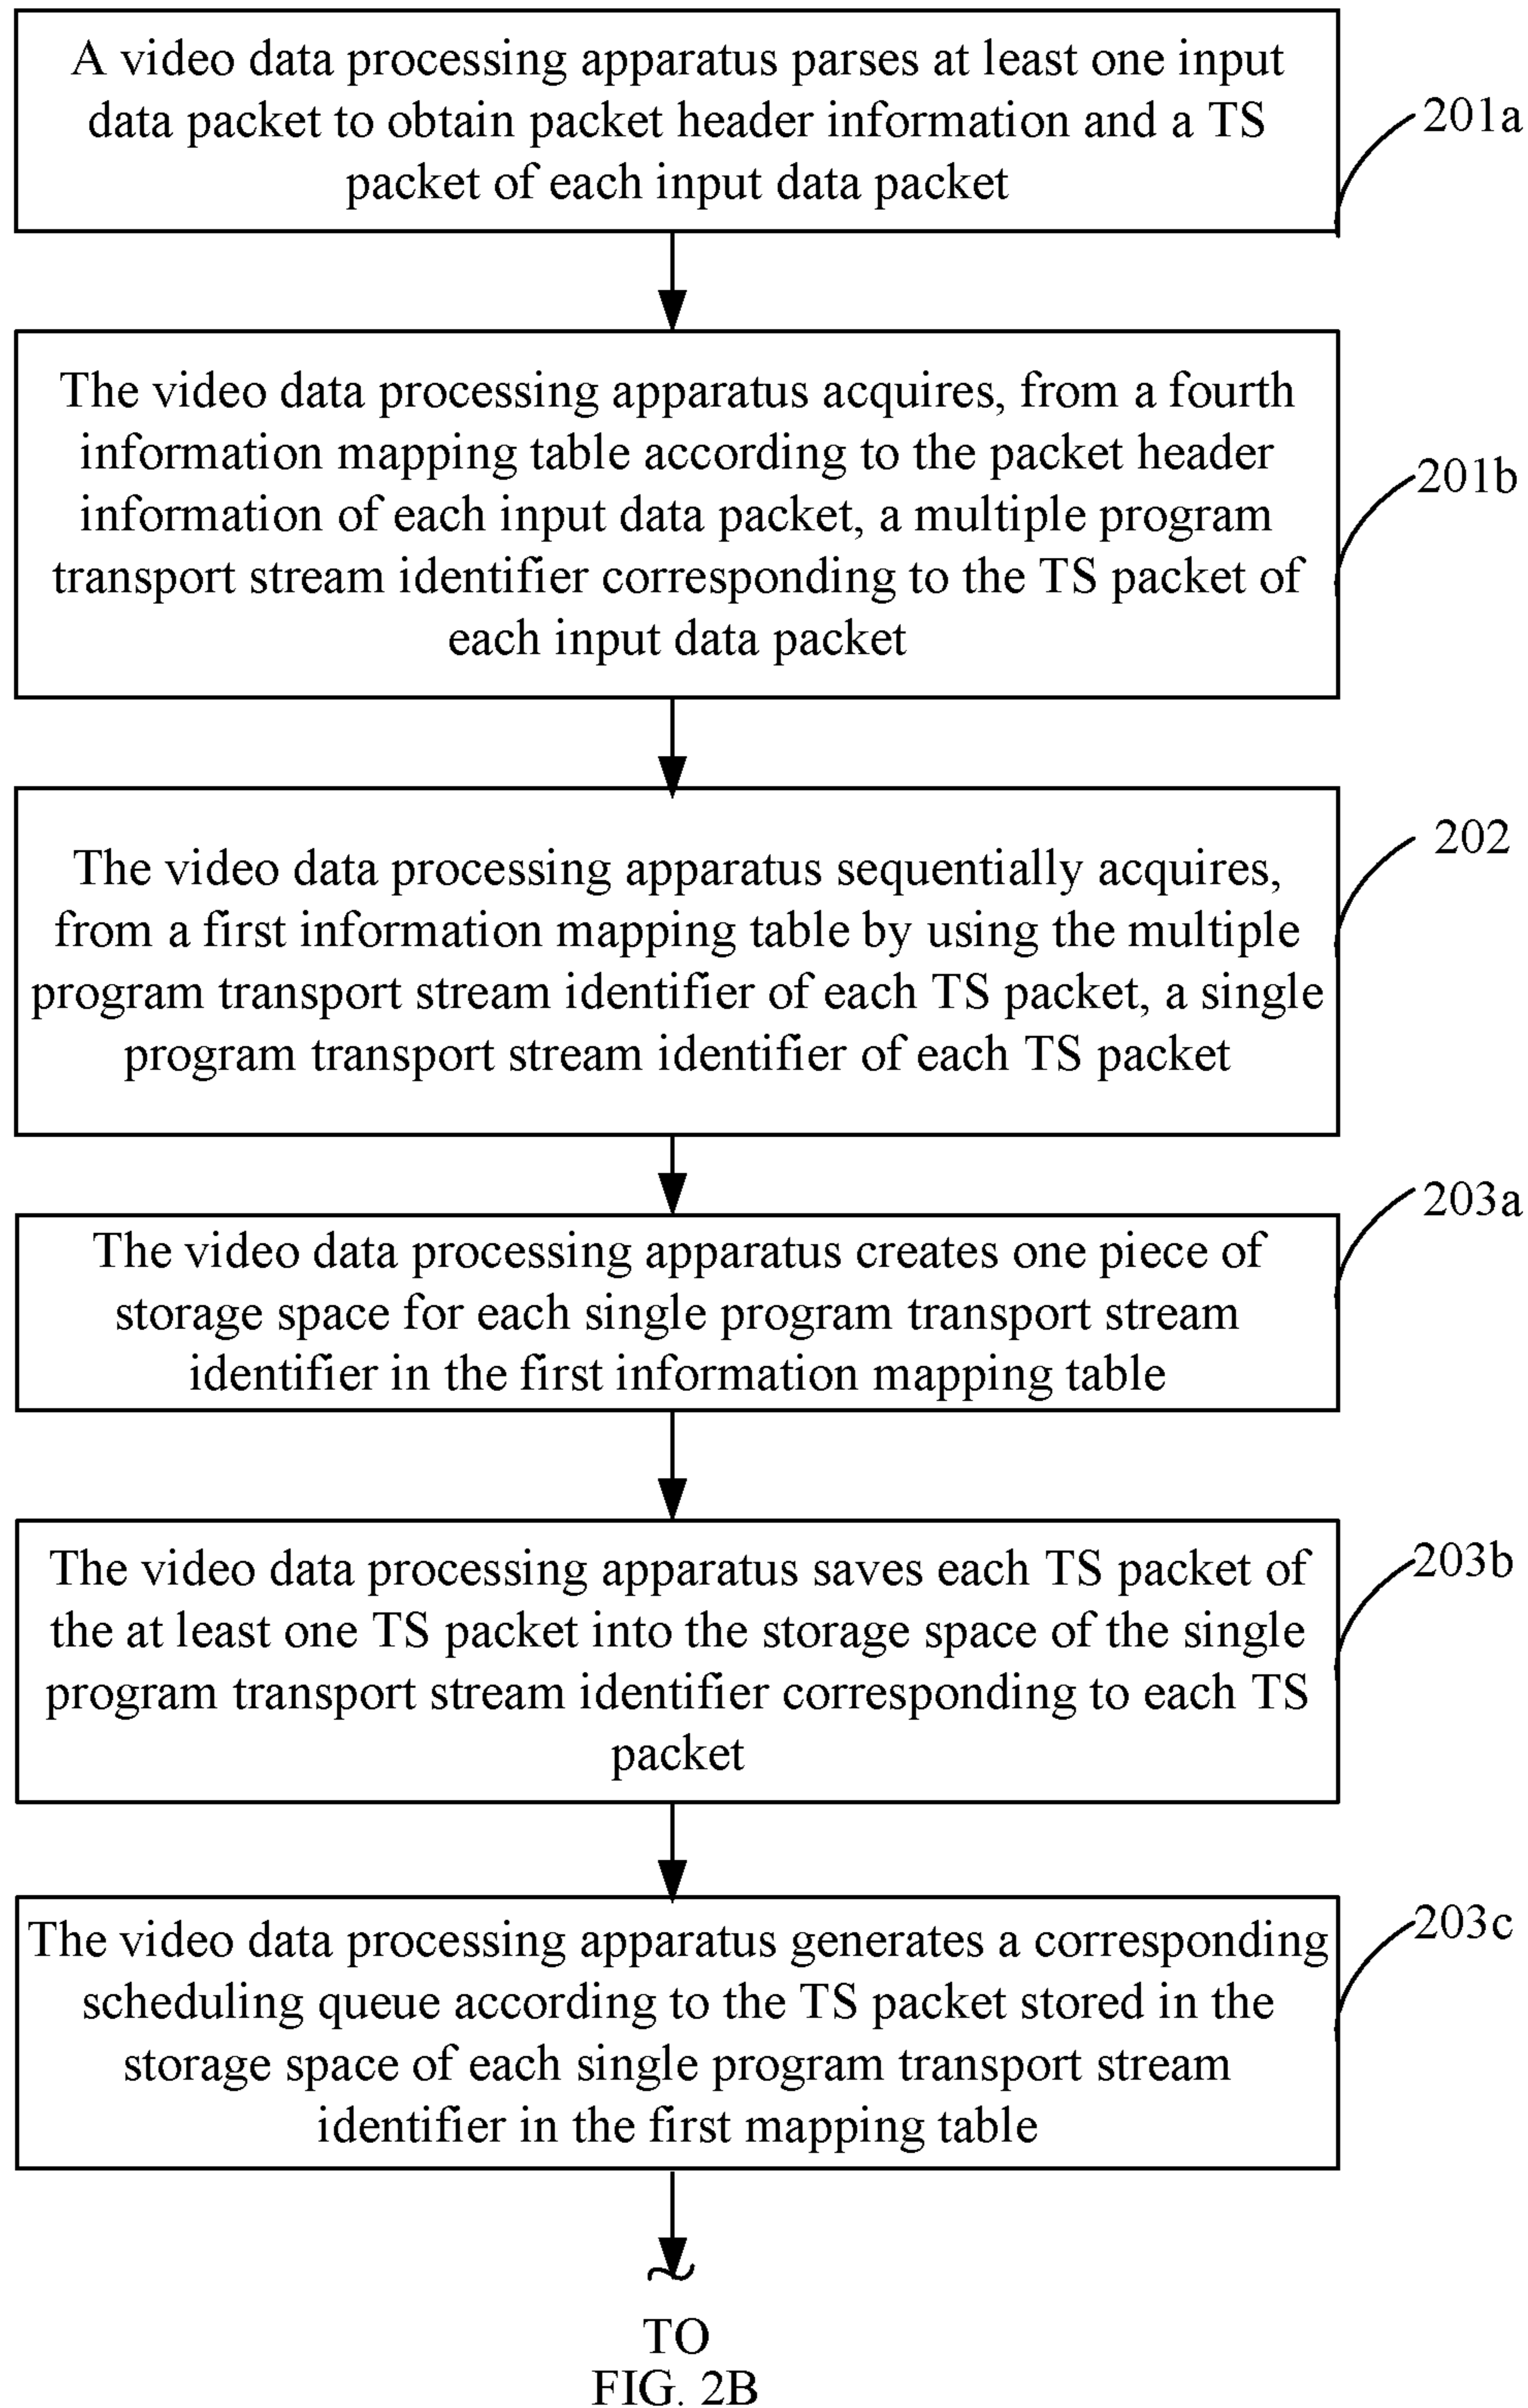 A video data processing apparatus parses at least one input
data packet to obtain packet header information and a TS
packet of each input data packet
201a
The video data processing apparatus acquires, from a fourth
information mapping table according to the packet header
information of each input data packet, a multiple program
transport stream identifier corresponding to the TS packet of
each input data packet
201b
The video data processing apparatus sequentially acquires,
from a first information mapping table by using the multiple
program transport stream identifier of each TS packet, a single
program transport stream identifier of each TS packet
202
The video data processing apparatus creates one piece of
storage space for each single program transport stream
identifier in the first information mapping table
203a
The video data processing apparatus saves each TS packet of
the at least one TS packet into the storage space of the single
program transport stream identifier corresponding to each TS
packet
203b
The video data processing apparatus generates a corresponding
scheduling queue according to the TS packet stored in the
storage space of each single program transport stream
identifier in the first mapping table
203c
TO
FIG. 2B